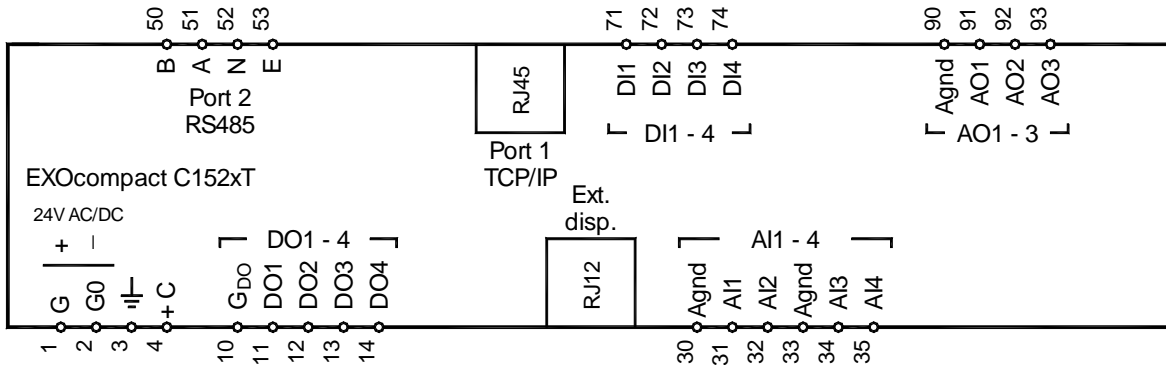 50 51 52 53 71 72 73 74 90 91 92 93
B A N E RJ45 DI1 DI2 DI3 DI4 Agnd AO1 AO2 AO3
Port 2
RS485
DI1 - 4 AO1 - 3
Port 1
TCP/IP
EXOcompact C152xT
Ext.
disp.
24V AC/DC
+ –
DO1 - 4 AI1 - 4
G G0 +C GDO DO1 DO2 DO3 DO4 RJ12 Agnd AI1 AI2 Agnd AI3 AI4
1 2 3 4 10 11 12 13 14 30 31 32 33 34 35